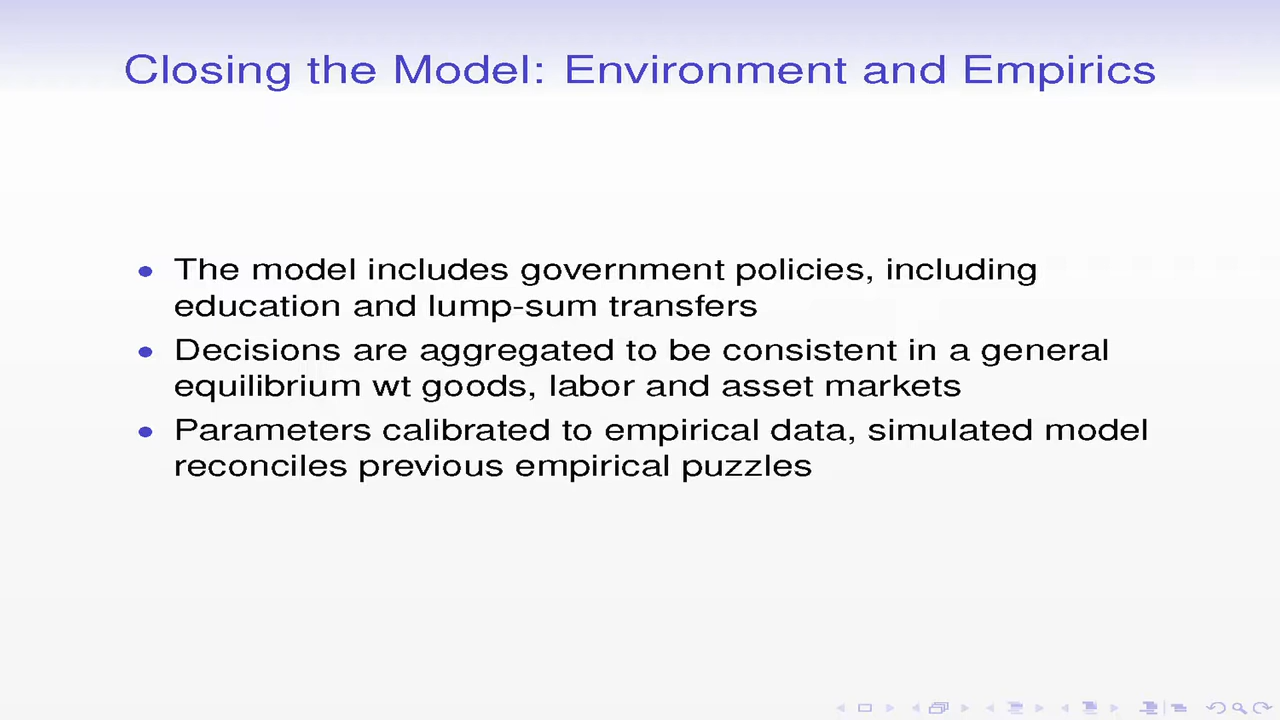 Closing the Model: Environment and Empirics
• The model includes government policies, including
education and lump-sum transfers
• Decisions are aggregated to be consistent in a general
equilibrium wt goods, labor and asset markets
• Parameters calibrated to empirical data, simulated model
reconciles previous empirical puzzles